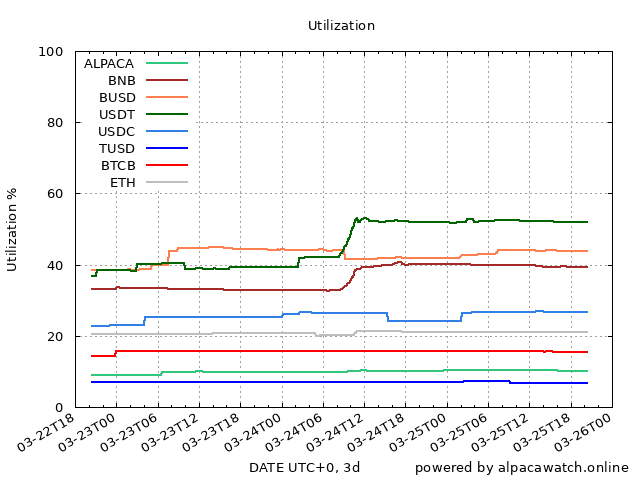 Utilization
Utilization %
100
80
60
40
20
0
ALPACA
BNB
BUSD
USDT
USDC
TUSD
BTCB
ETH
03-22T18
03-23T00
03-23T06
03-23T12
03-23T18
03-24T00
03-24T06
03-24T12
03-24T18
03-25T00
03-25T06
03-25T12
03-25T18
03-26T00
DATE UTC+0, 3d
powered by alpacawatch.online